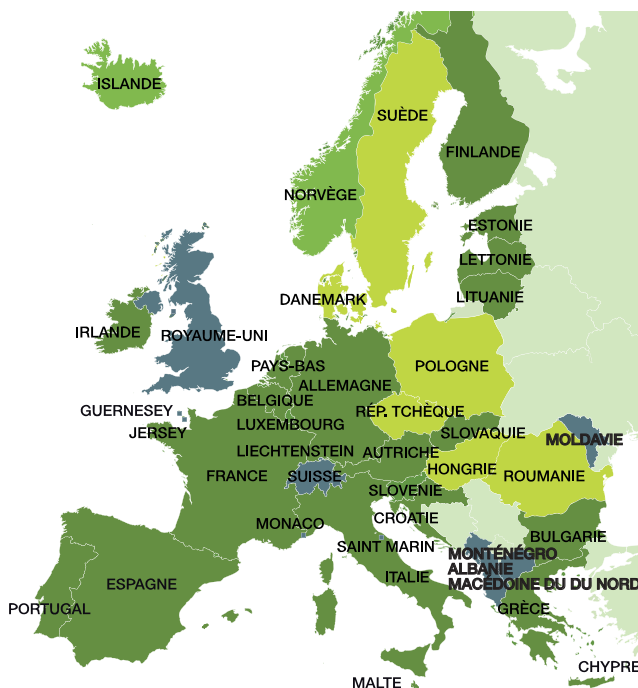 ISLANDE
SUÈDE
FINLANDE
NORVÈGE
ESTONIE
LETTONIE
LITUANIE
DANEMARK
IRLANDE
ROYAUME-UNI
PAYS-BAS
POLOGNE
ALLEMAGNE
BELGIQUE
GUERNESEY
RÉP. TCHÈQUE
JERSEY
LUXEMBOURG
SLOVAQUIE
MOLDAVIE
LIECHTENSTEIN
AUTRICHE
FRANCE
SUISSE
HONGRIE
ROUMANIE
SLOVENIE
CROATIE
MONACO
BULGARIE
SAINT MARIN
MONTÉNÉGRO
ALBANIE
ITALIE
ESPAGNE
MACÉDOINE DU DU NORD
PORTUGAL
GRÈCE
CHYPRE
MALTE